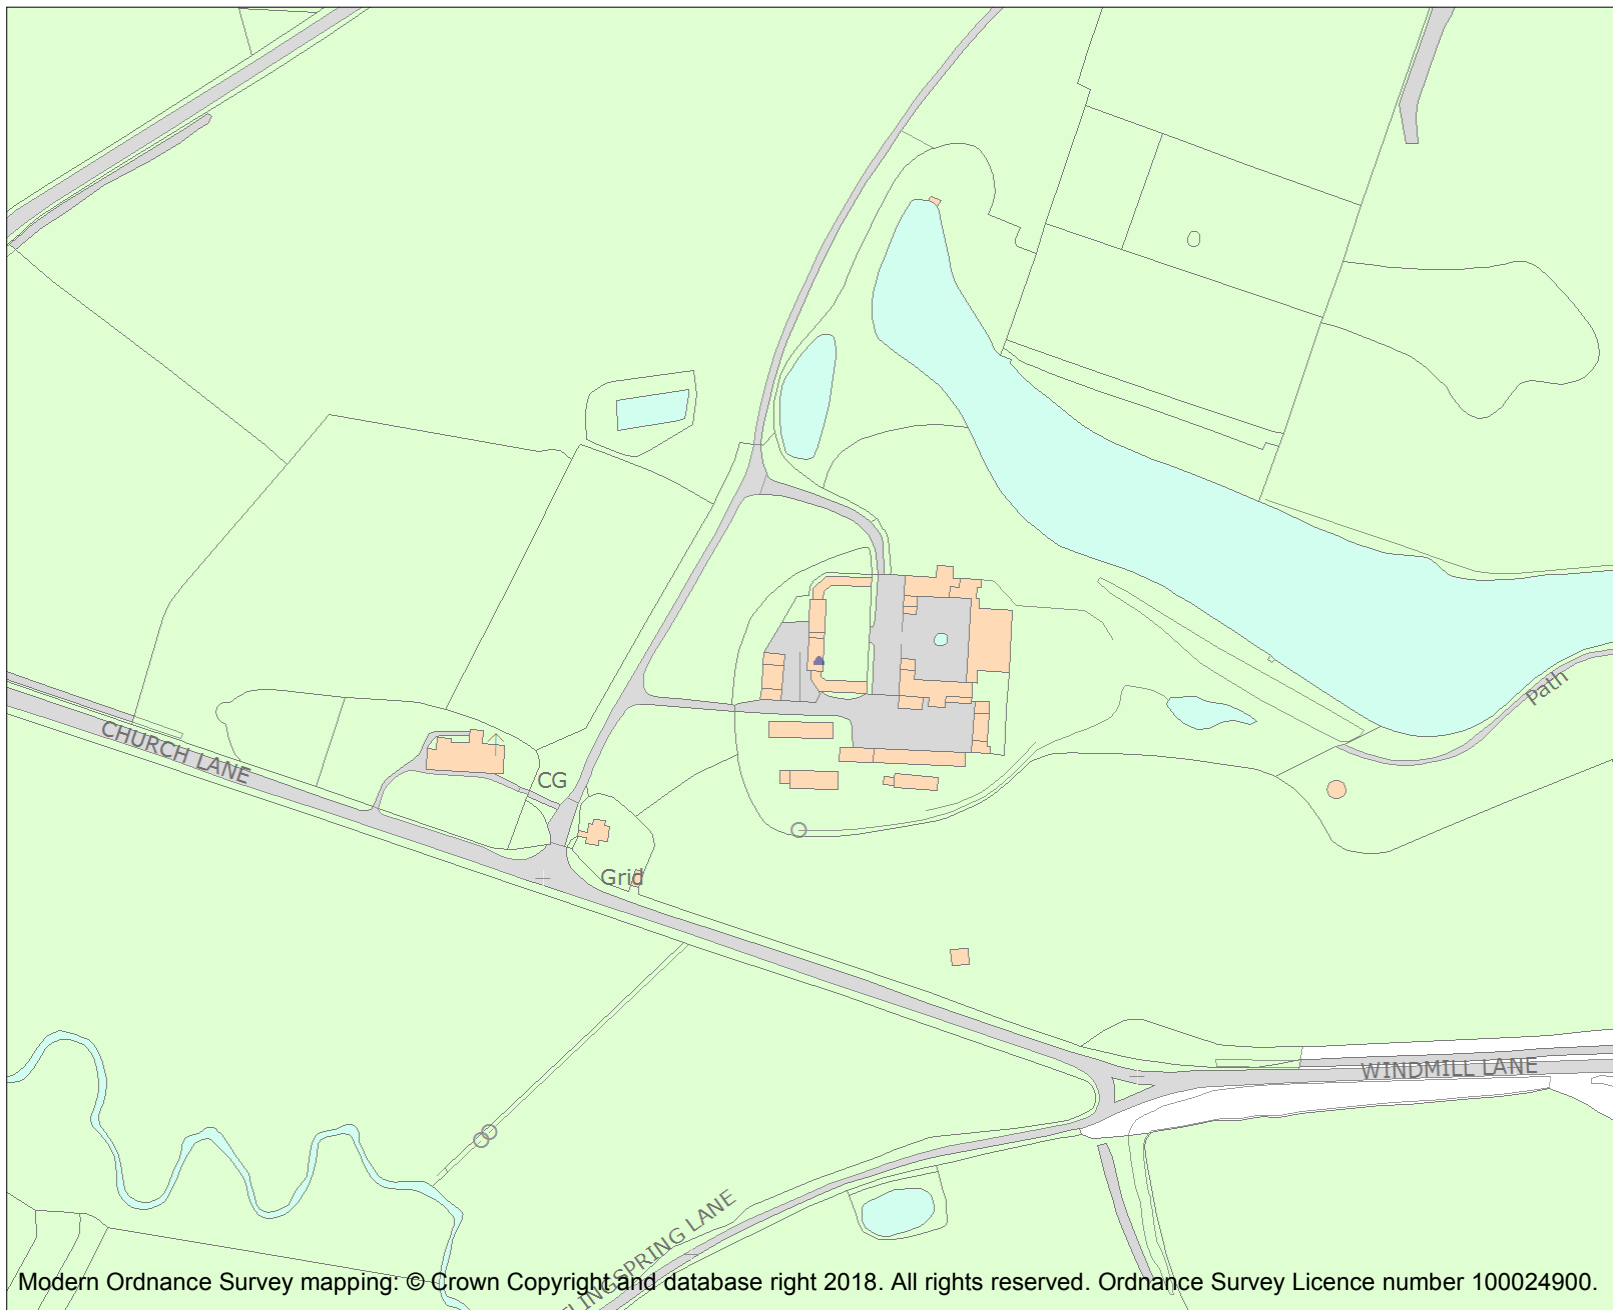 Path
CHURCH LANE
CG
Grid
WINDMILL LANE
LINGSPRING LANE
Modern Ordnance Survey mapping: © Crown Copyright and database right 2018. All rights reserved. Ordnance Survey Licence number 100024900.